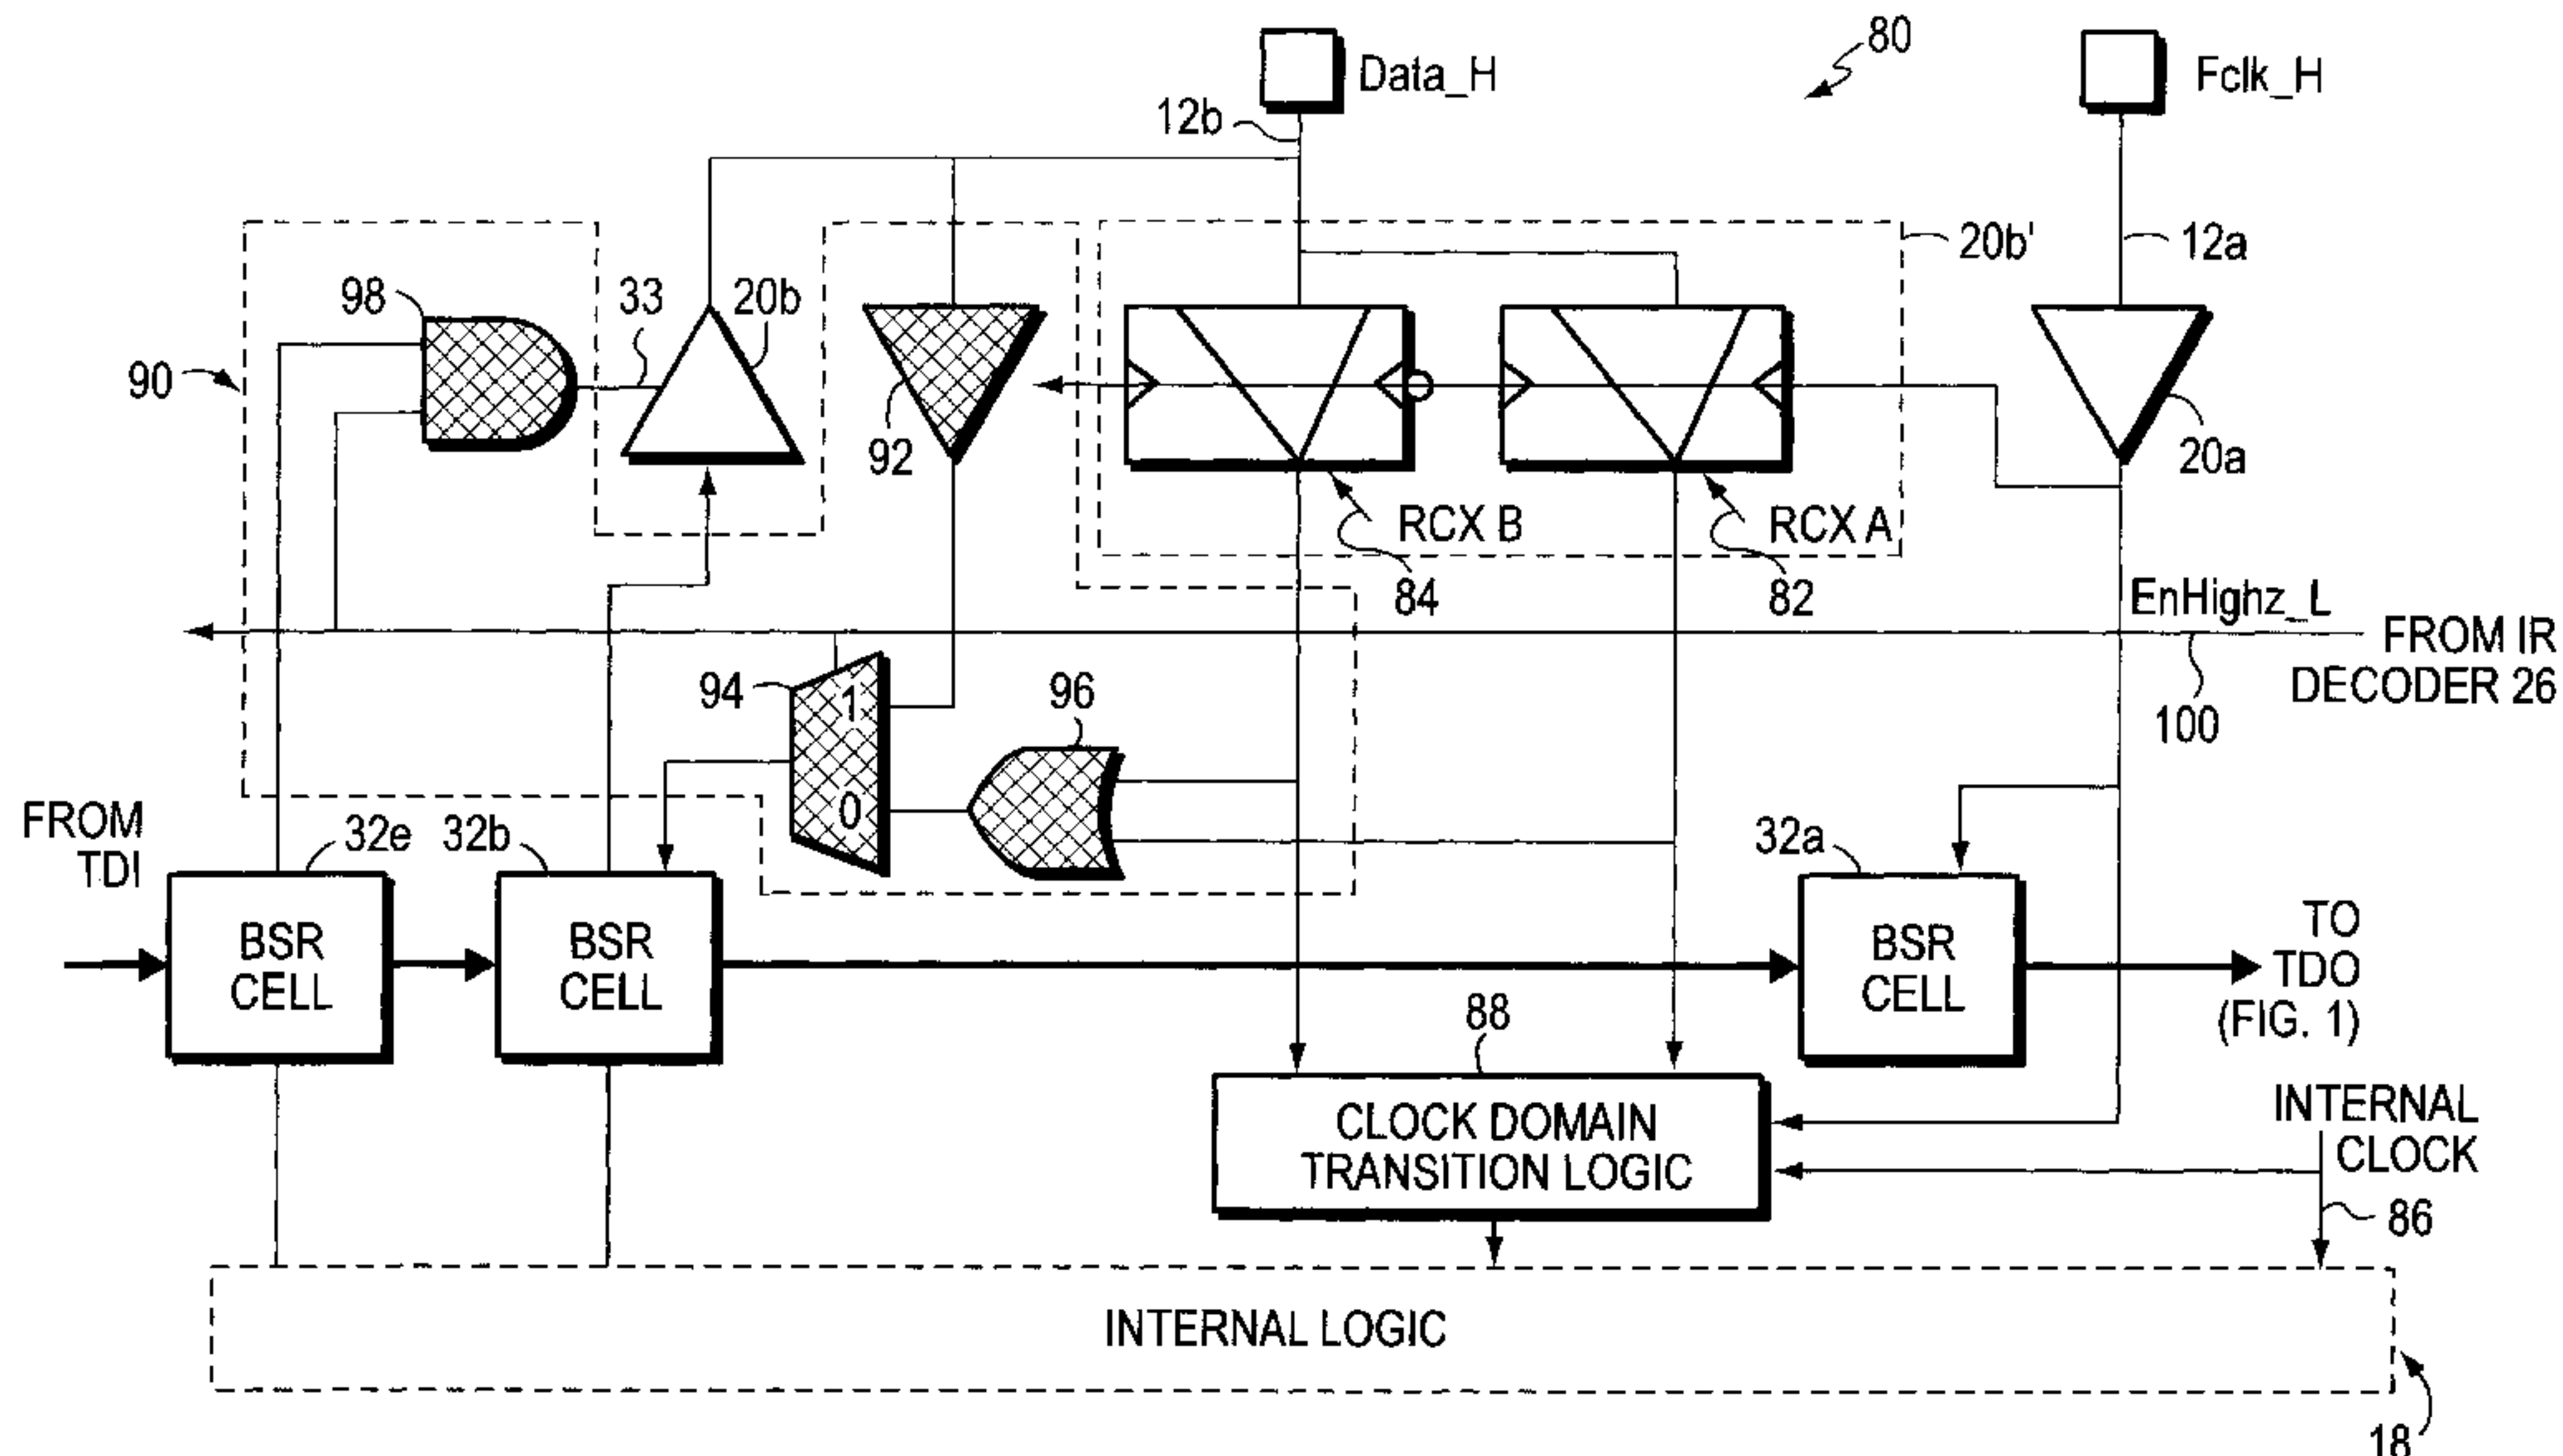 80
Data_H
Fclk_H
12b
12a
20b'
98
33
20b
90
92
20a
RCX B
RCX A
84
82
EnHighz_L
FROM IR
DECODER 26
100
94
1
96
0
FROM
TDI
32e
32b
32a
BSR
CELL
BSR
CELL
BSR
CELL
TO
TDO
(FIG. 1)
88
CLOCK DOMAIN
TRANSITION LOGIC
INTERNAL
CLOCK
86
INTERNAL LOGIC
18